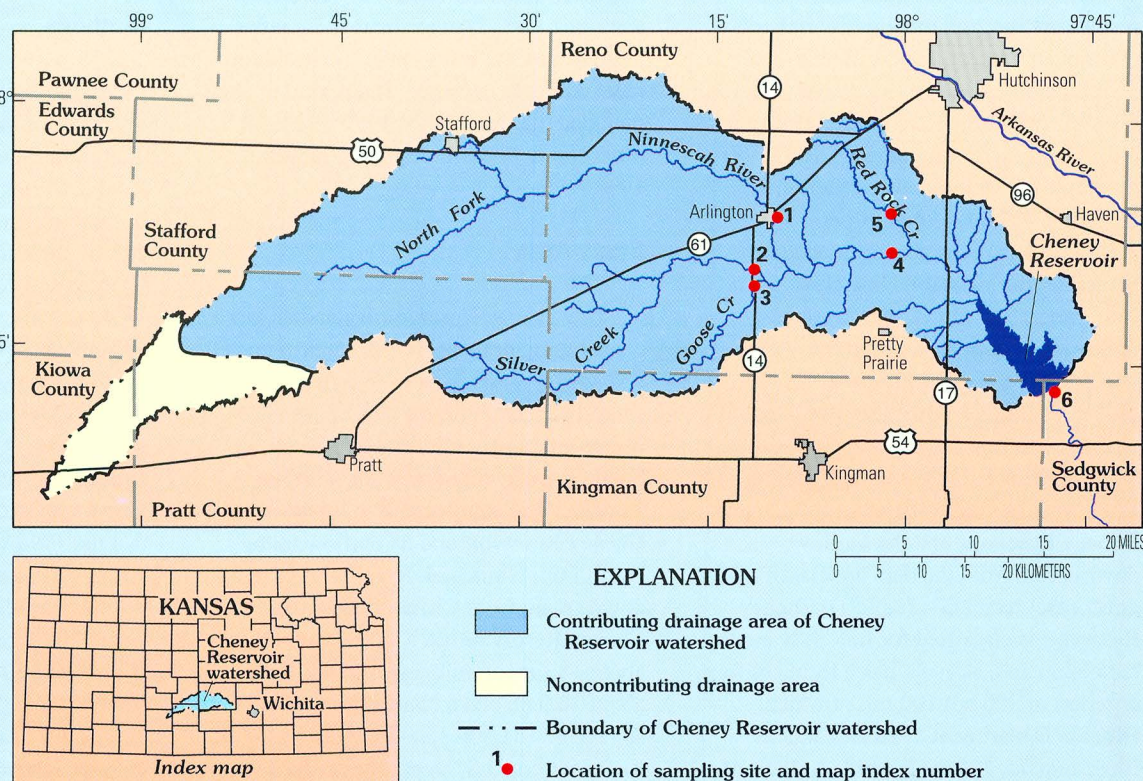 99°
45'
30'
15'
98°
97°45'
8°
5'
Pawnee County
Edwards
County
Reno County
14
Hutchinson
Arkansas River
50
Stafford
Ninnescah River
Red Rock Cr.
96
Haven
Cheney
Reservoir
Stafford
County
North Fork
Arlington
1
5
61
2
4
3
Goose Cr
Silver Creek
14
Pretty
Prairie
17
6
Kiowa
County
54
Pratt
Kingman
Sedgwick
County
Pratt County
Kingman County
0 5 10 15 20 MILES
0 5 10 15 20 KILOMETERS
KANSAS
Cheney
Reservoir
watershed
Wichita
Index map
EXPLANATION
Contributing drainage area of Cheney
Reservoir watershed
Noncontributing drainage area
Boundary of Cheney Reservoir watershed
1 Location of sampling site and map index number